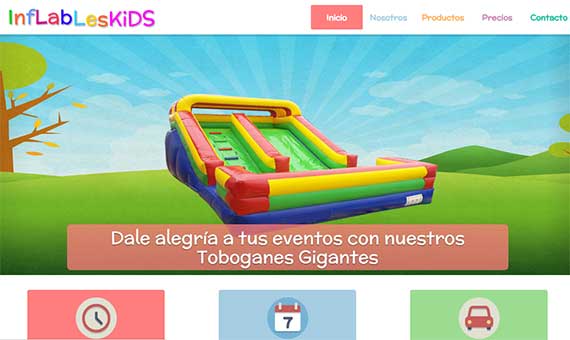 InfLabLesKiDS
Inicio Nosotros Productos Precios Contacto
Dale alegría a tus eventos con nuestros
Toboganes Gigantes
7